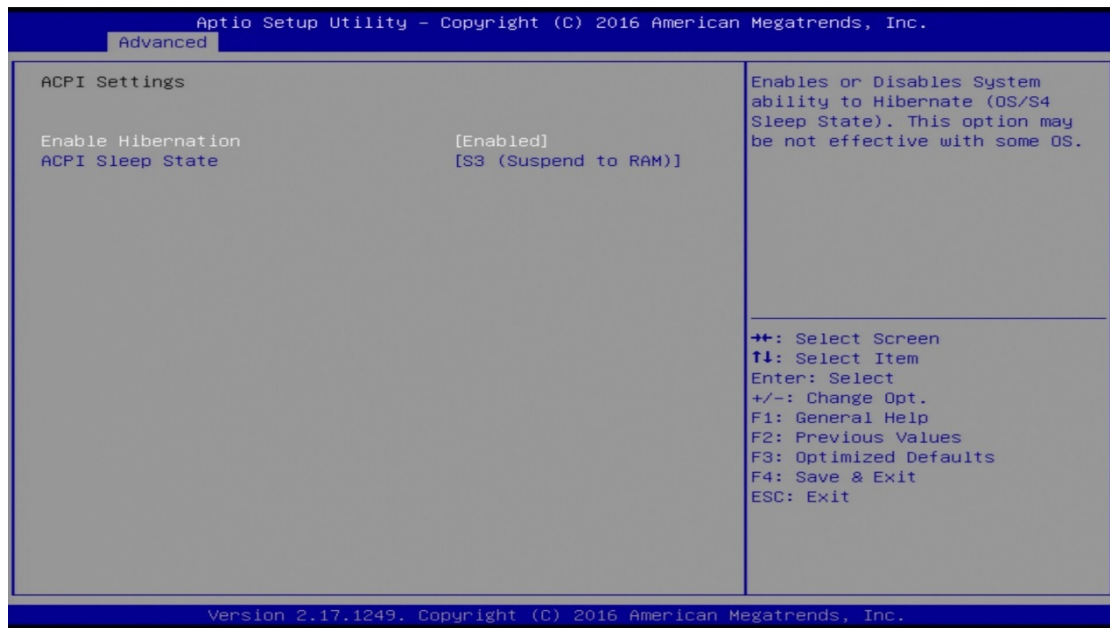 Aptio Setup Utility – Copyright (C) 2016 American Megatrends, Inc.
Advanced
ACPI Settings
Enable Hibernation [Enabled]
ACPI Sleep State [S3 (Suspend to RAM)]
Enables or Disables System
ability to Hibernate (OS/S4
Sleep State). This option may
be not effective with some OS.
→←: Select Screen
↑↓: Select Item
Enter: Select
+/-: Change Opt.
F1: General Help
F2: Previous Values
F3: Optimized Defaults
F4: Save & Exit
ESC: Exit
Version 2.17.1249. Copyright (C) 2016 American Megatrends, Inc.